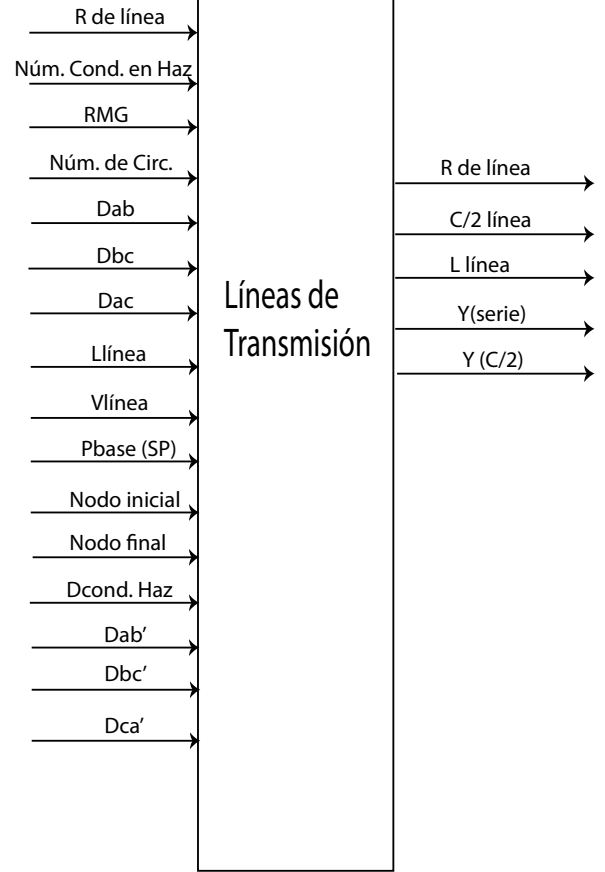 R de línea
Núm. Cond. en Haz
RMG
Núm. de Circ.
Dab
Dbc
Dac
Llínea
Vlínea
Pbase (SP)
Nodo inicial
Nodo final
Dcond. Haz
Dab’
Dbc’
Dca’
Líneas de
Transmisión
R de línea
C/2 línea
L línea
Y(serie)
Y (C/2)